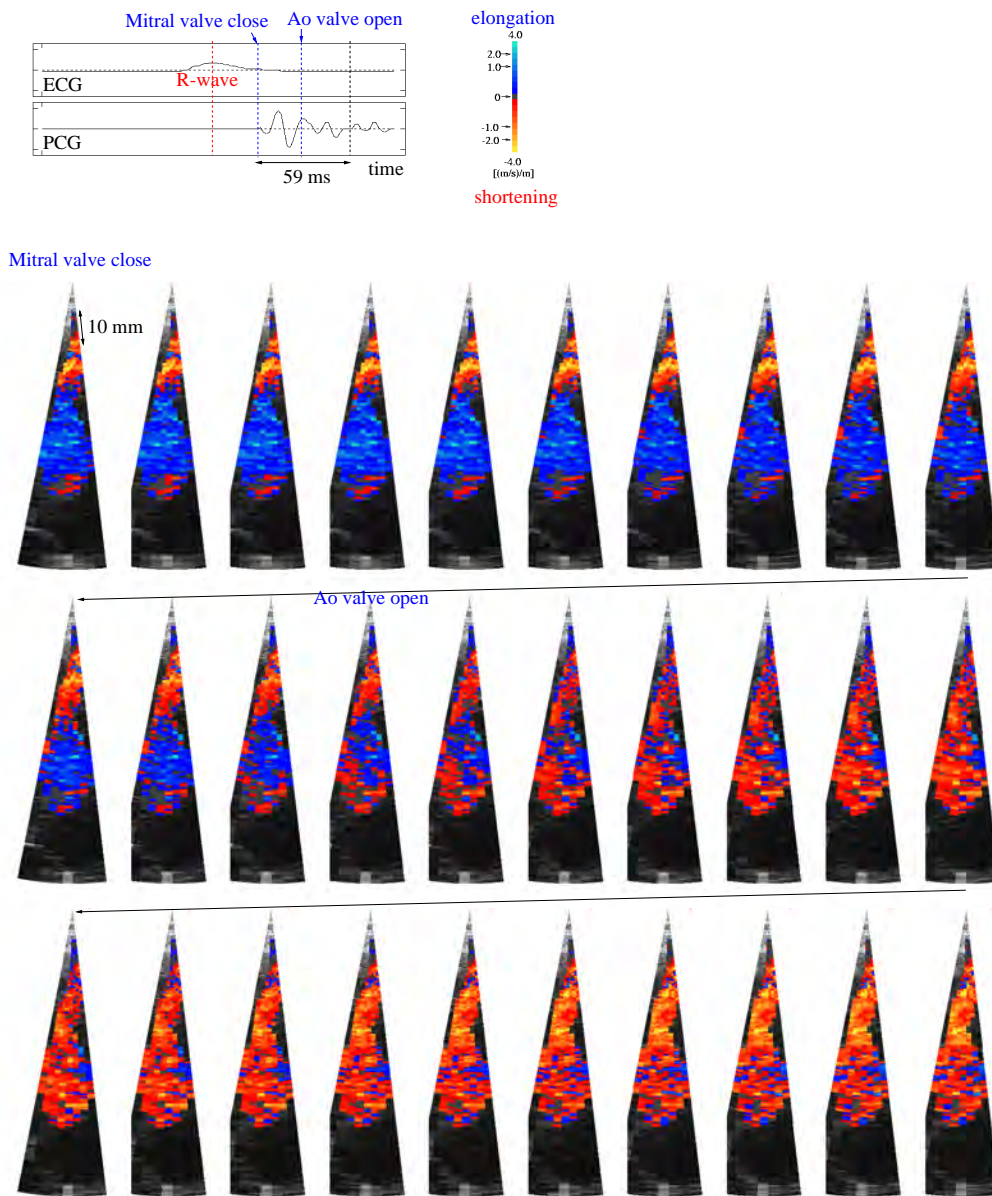 Mitral valve close
Ao valve open
ECG
R-wave
PCG
59 ms
time
elongation
4.0
2.0
1.0
0
-1.0
-2.0
-4.0
[(m/s)/m]
shortening
Mitral valve close
10 mm
Ao valve open